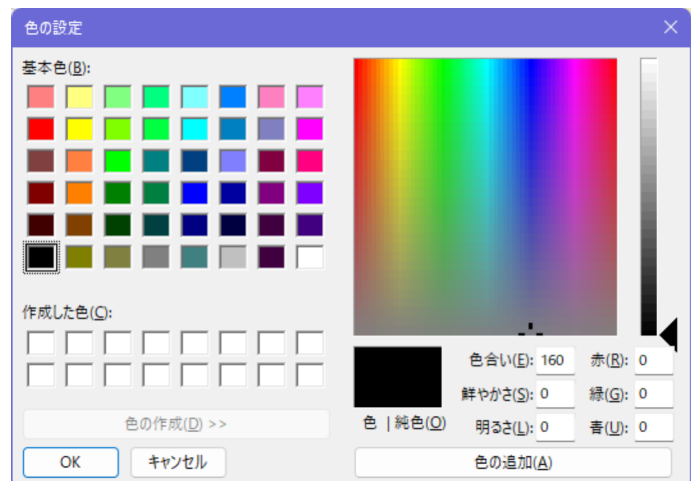 色の設定
基本色(B):
作成した色(C):
色の作成(D) >>
OK
キャンセル
色合い(E): 160
赤(R): 0
鮮やかさ(S): 0
緑(G): 0
色 | 純色(O)
明るさ(L): 0
青(U): 0
色の追加(A)